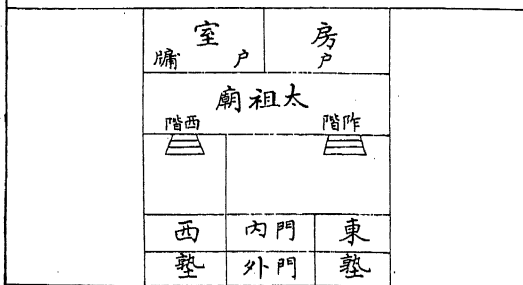 房 室
户 户 牖
太祖廟
阼階 西階
東 門内 西
塾 門外 塾